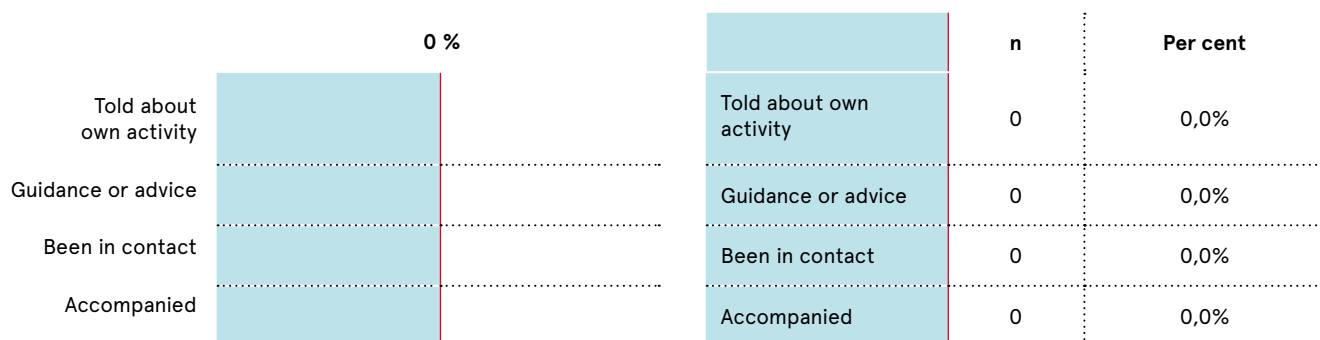 0 %
Told about
own activity
Guidance or advice
Been in contact
Accompanied
n Per cent
Told about own
activity
0 0,0%
Guidance or advice 0 0,0%
Been in contact 0 0,0%
Accompanied 0 0,0%